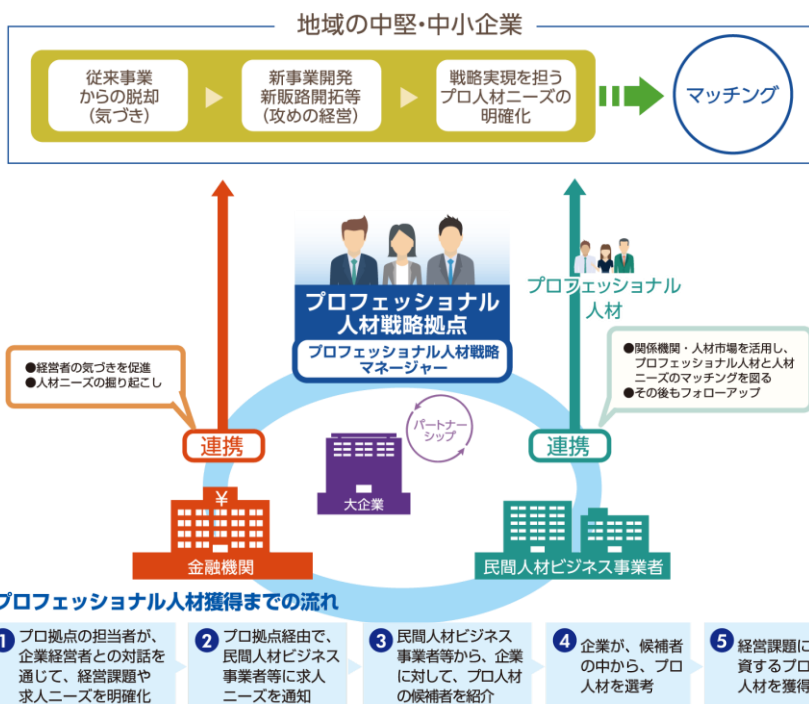 地域の中堅・中小企業
従来事業
からの脱却
(気づき)
新事業開発
新販路開拓等
(攻めの経営)
戦略実現を担う
プロ人材ニーズの
明確化
マッチング
プロフェッショナル
人材戦略拠点
プロフェッショナル人材戦略
マネージャー
プロフェッショナル
人材
●経営者の気づきを促進
●人材ニーズの掘り起こし
●関係機関・人材市場を活用し、
プロフェッショナル人材と人材
ニーズのマッチングを図る
●その後もフォローアップ
連携
パートナー
シップ
連携
¥
大企業
金融機関
民間人材ビジネス事業者
プロフェッショナル人材獲得までの流れ
1 プロ拠点の担当者が、
企業経営者との対話を
通じて、経営課題や
求人ニーズを明確化
2 プロ拠点経由で、
民間人材ビジネス
事業者等に求人
ニーズを通知
3 民間人材ビジネス
事業者等から、企業
に対して、プロ人材
の候補者を紹介
4 企業が、候補者
の中から、プロ
人材を選考
5 経営課題に
資するプロ
人材を獲得